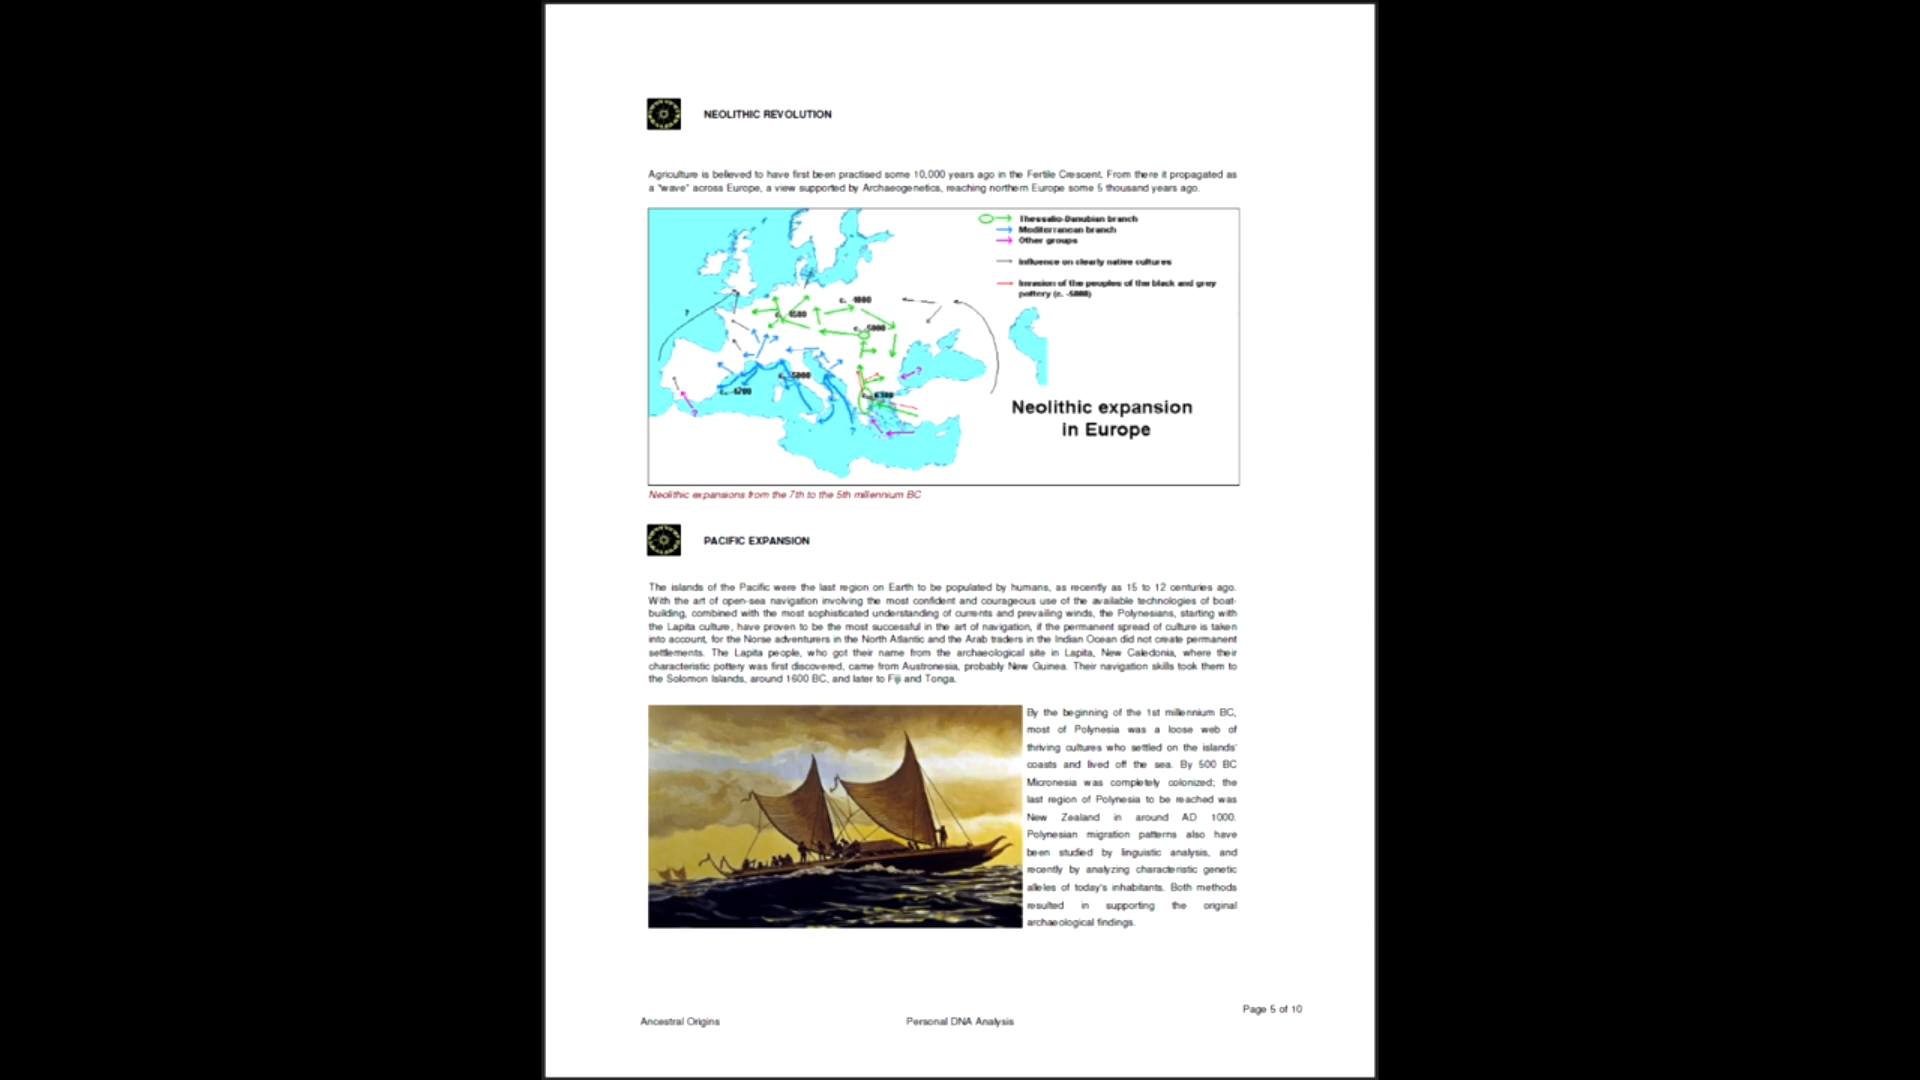 NEOLITHIC REVOLUTION
Agriculture is believed to have first been practised some 10,000 years ago in the Fertile Crescent. From there it propagated as
a "wave" across Europe, a view supported by Archaeogenetics, reaching northern Europe some 5 thousand years ago.
Thessalo-Danubian branch
Mediterranean branch
Other groups
Influence on clearly native cultures
Invasion of the peoples of the black and grey
pottery (c. -5000)
?
c. -4000
c. -4500
c. -5000
?
c. -5000
c. -4700
c. -6300
?
?
Neolithic expansion
in Europe
Neolithic expansions from the 7th to the 5th millennium BC
PACIFIC EXPANSION
The islands of the Pacific were the last region on Earth to be populated by humans, as recently as 15 to 12 centuries ago.
With the art of open-sea navigation involving the most confident and courageous use of the available technologies of boat-
building, combined with the most sophisticated understanding of currents and prevailing winds, the Polynesians, starting with
the Lapita culture, have proven to be the most successful in the art of navigation, if the permanent spread of culture is taken
into account, for the Norse adventurers in the North Atlantic and the Arab traders in the Indian Ocean did not create permanent
settlements. The Lapita people, who got their name from the archaeological site in Lapita, New Caledonia, where their
characteristic pottery was first discovered, came from Austronesia, probably New Guinea. Their navigation skills took them to
the Solomon Islands, around 1600 BC, and later to Fiji and Tonga.
By the beginning of the 1st millennium BC,
most of Polynesia was a loose web of
thriving cultures who settled on the islands'
coasts and lived off the sea. By 500 BC
Micronesia was completely colonized; the
last region of Polynesia to be reached was
New Zealand in around AD 1000.
Polynesian migration patterns also have
been studied by linguistic analysis, and
recently by analyzing characteristic genetic
alleles of today's inhabitants. Both methods
resulted in supporting the original
archaeological findings.
Page 5 of 10
Ancestral Origins
Personal DNA Analysis